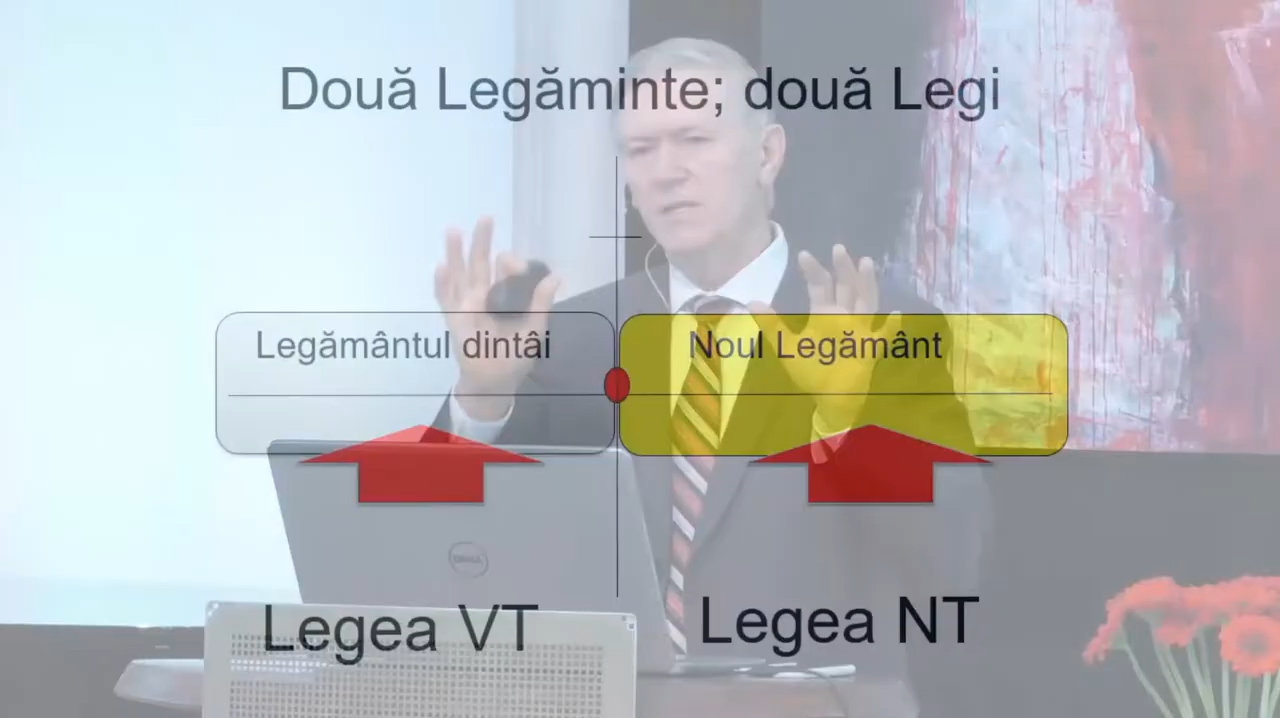 Două Legăminte; două Legi
Legământul dintâi
Noul Legământ
DELL
Legea VT
Legea NT